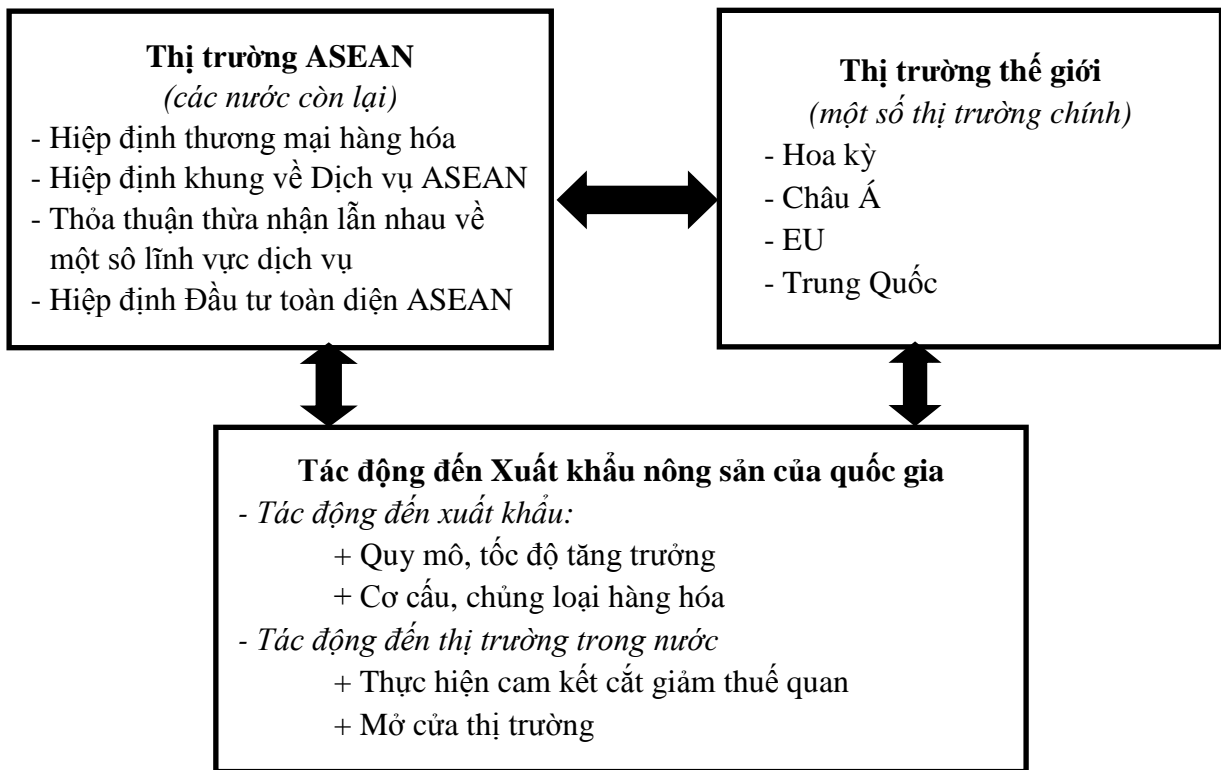 Thị trường ASEAN
(các nước còn lại)
- Hiệp định thương mại hàng hóa
- Hiệp định khung về Dịch vụ ASEAN
- Thỏa thuận thừa nhận lẫn nhau về
một sô lĩnh vực dịch vụ
- Hiệp định Đầu tư toàn diện ASEAN
Thị trường thế giới
(một số thị trường chính)
- Hoa kỳ
- Châu Á
- EU
- Trung Quốc
Tác động đến Xuất khẩu nông sản của quốc gia
- Tác động đến xuất khẩu:
+ Quy mô, tốc độ tăng trưởng
+ Cơ cấu, chủng loại hàng hóa
- Tác động đến thị trường trong nước
+ Thực hiện cam kết cắt giảm thuế quan
+ Mở cửa thị trường